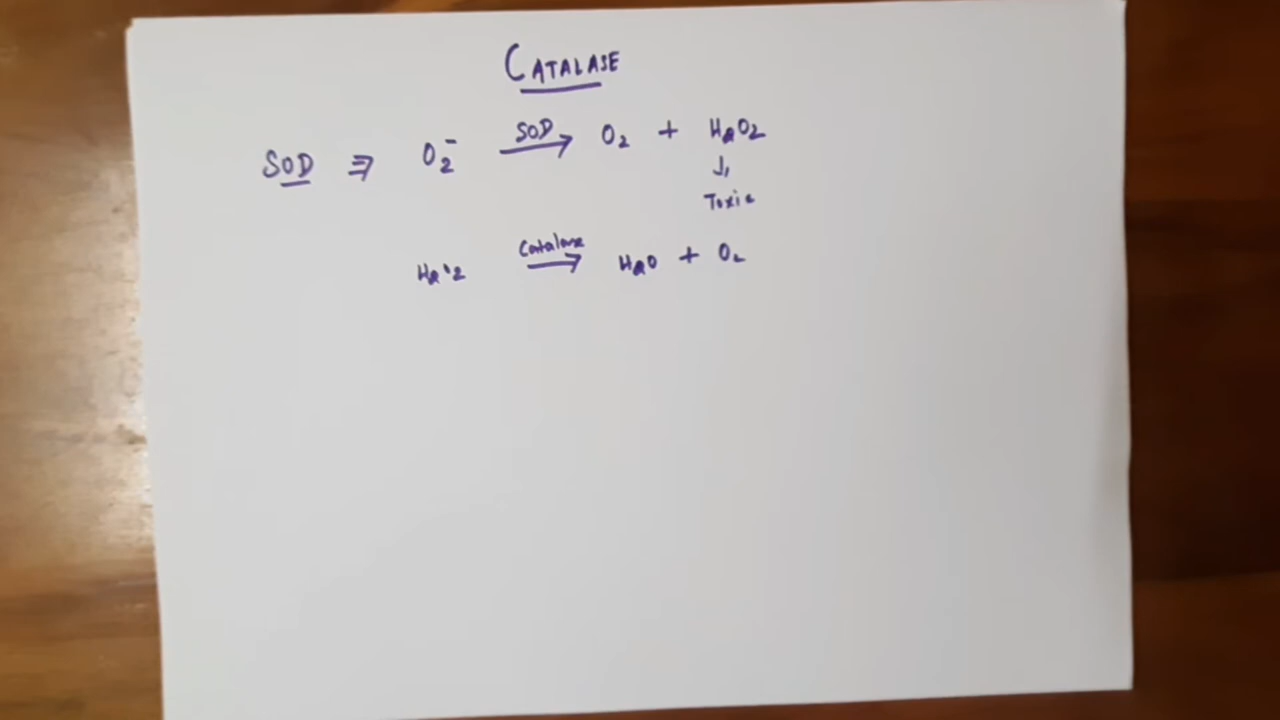 CATALASE
SOD ⇒ O2⁻ SOD → O2 + H2O2
↓
Toxic
H2O2 Catalase → H2O + O2